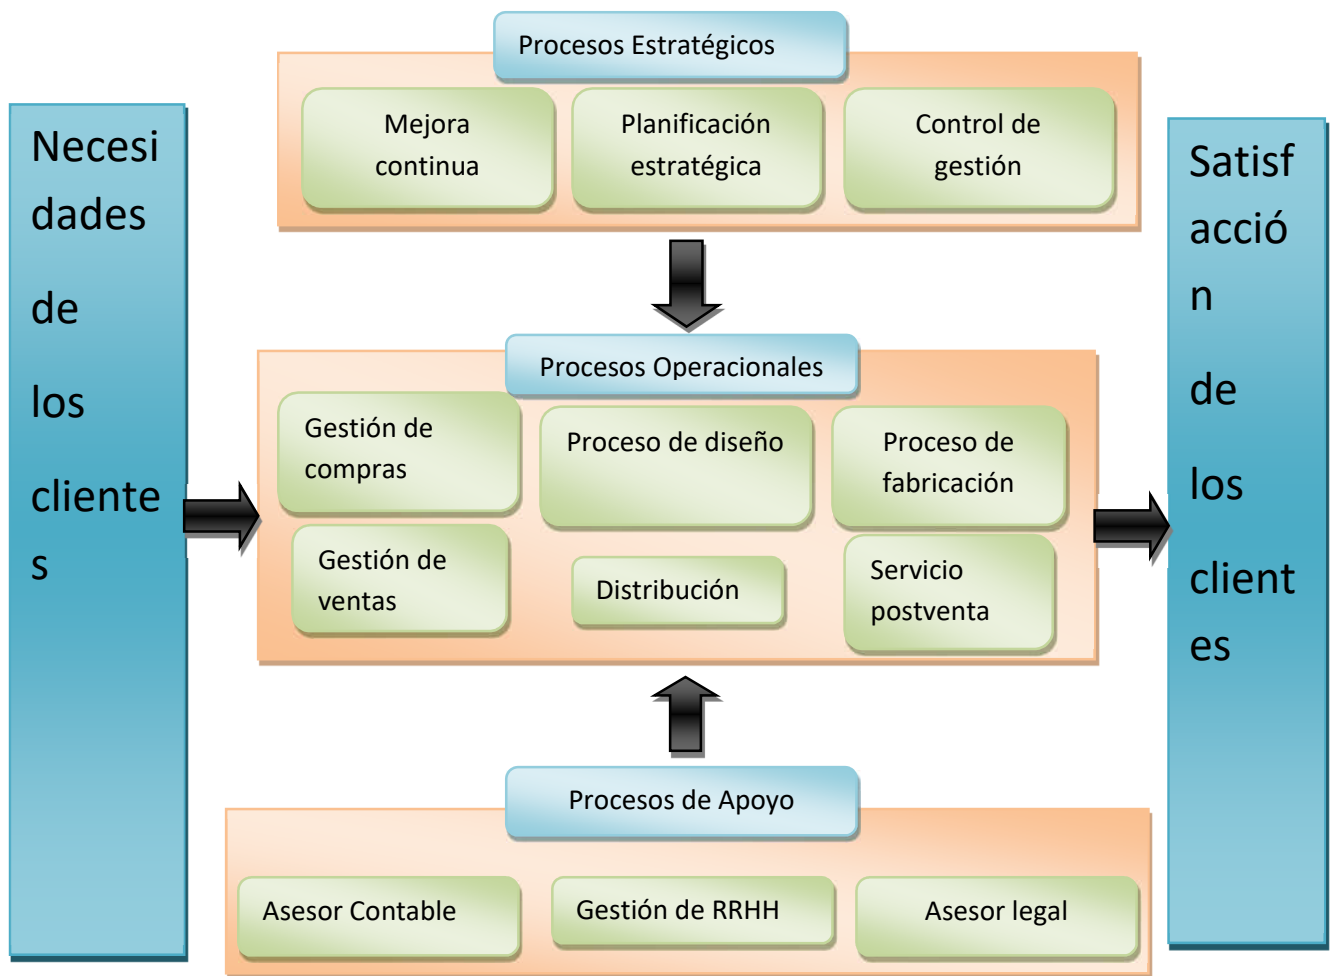 Procesos Estratégicos
Mejora
continua
Planificación
estratégica
Control de
gestión
Necesi
dades
de
los
cliente
s
Procesos Operacionales
Gestión de
compras
Proceso de diseño
Proceso de
fabricación
Gestión de
ventas
Distribución
Servicio
postventa
Satisf
acció
n
de
los
client
es
Procesos de Apoyo
Asesor Contable
Gestión de RRHH
Asesor legal